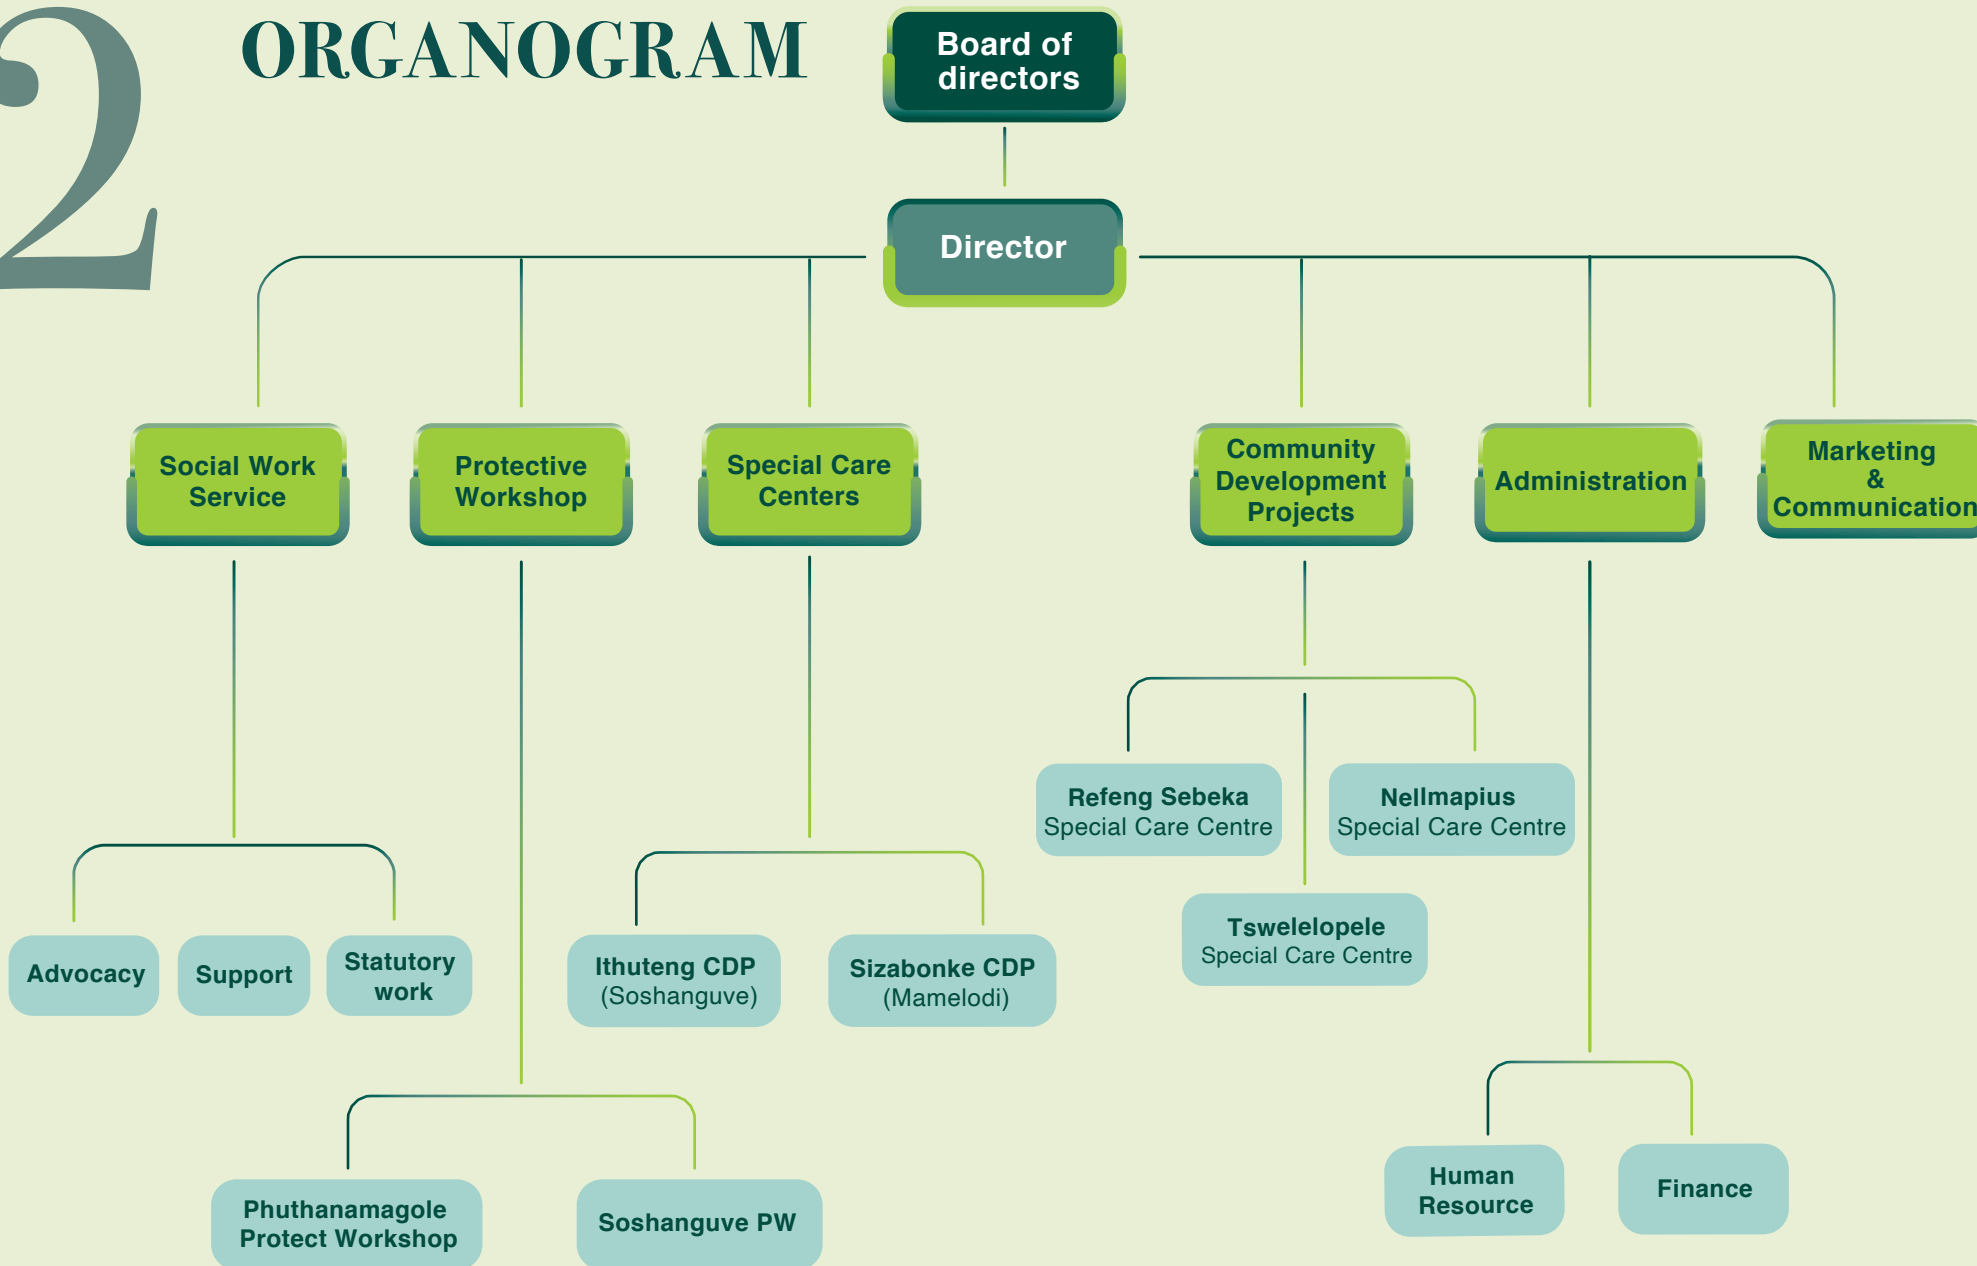 2
ORGANOGRAM
Board of
directors
Director
Social Work
Service
Protective
Workshop
Special Care
Centers
Community
Development
Projects
Administration
Marketing
&
Communication
Refeng Sebeka
Special Care Centre
Nellmapius
Special Care Centre
Tswelelopele
Special Care Centre
Advocacy
Support
Statutory
work
Ithuteng CDP
(Soshanguve)
Sizabonke CDP
(Mamelodi)
Phuthanamagole
Protect Workshop
Soshanguve PW
Human
Resource
Finance